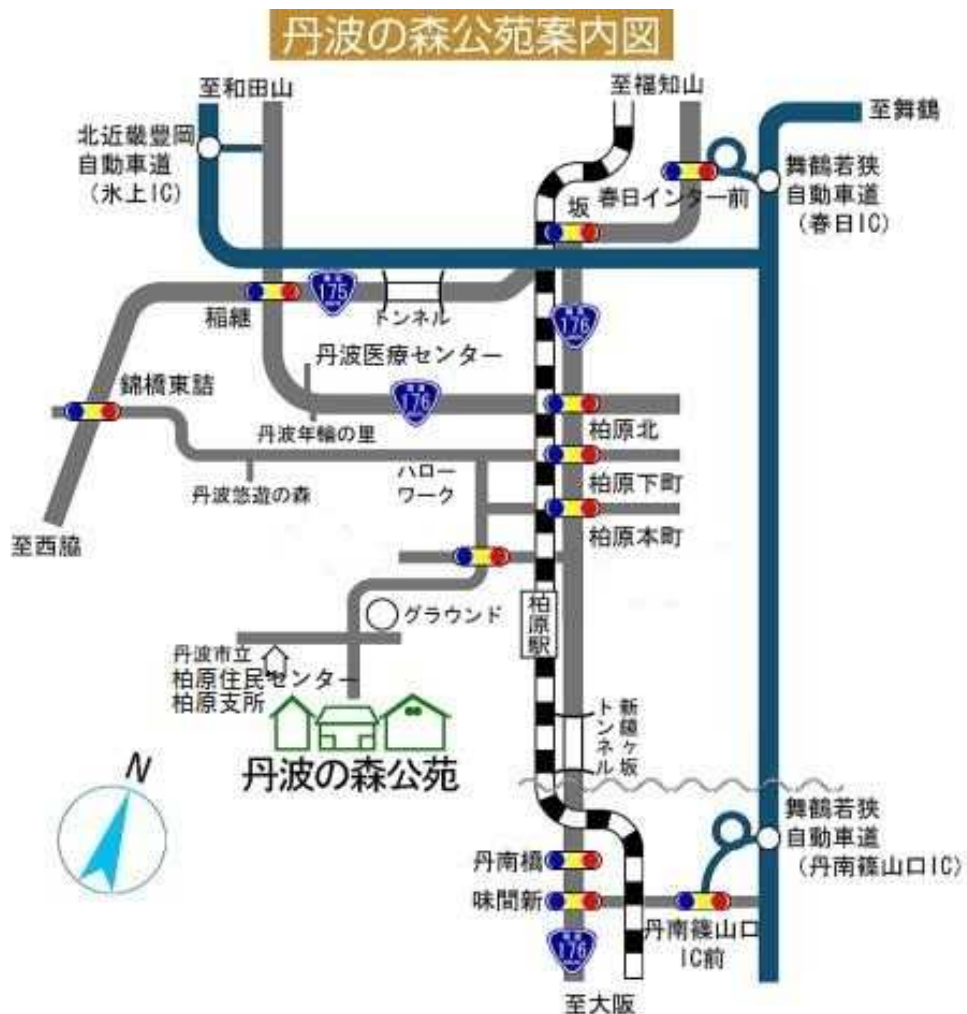 丹波の森公苑案内図
至和田山
至福知山
至舞鶴
北近畿豊岡
自動車道
(氷上IC)
舞鶴若狭
自動車道
(春日IC)
春日インター前
坂
稲継
175
トンネル
176
丹波医療センター
錦橋東詰
176
柏原北
丹波年輪の里
ハロー
ワーク
柏原下町
丹波悠遊の森
柏原本町
至西脇
柏原駅
グラウンド
丹波市立
柏原住民センター
柏原支所
丹波の森公苑
新鐘ヶ坂
トンネル
N
舞鶴若狭
自動車道
(丹南篠山口IC)
丹南橋
味間新
丹南篠山口
IC前
176
至大阪